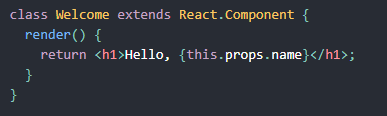 class Welcome extends React.Component {
  render() {
    return <h1>Hello, {this.props.name}</h1>;
  }
}